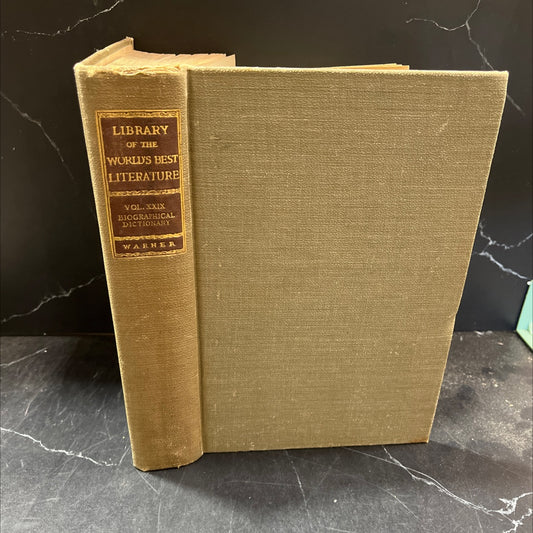 LIBRARY
OF THE
WORLD'S BEST
LITERATURE
VOL. XXIX
BIOGRAPHICAL
DICTIONARY
WARNER